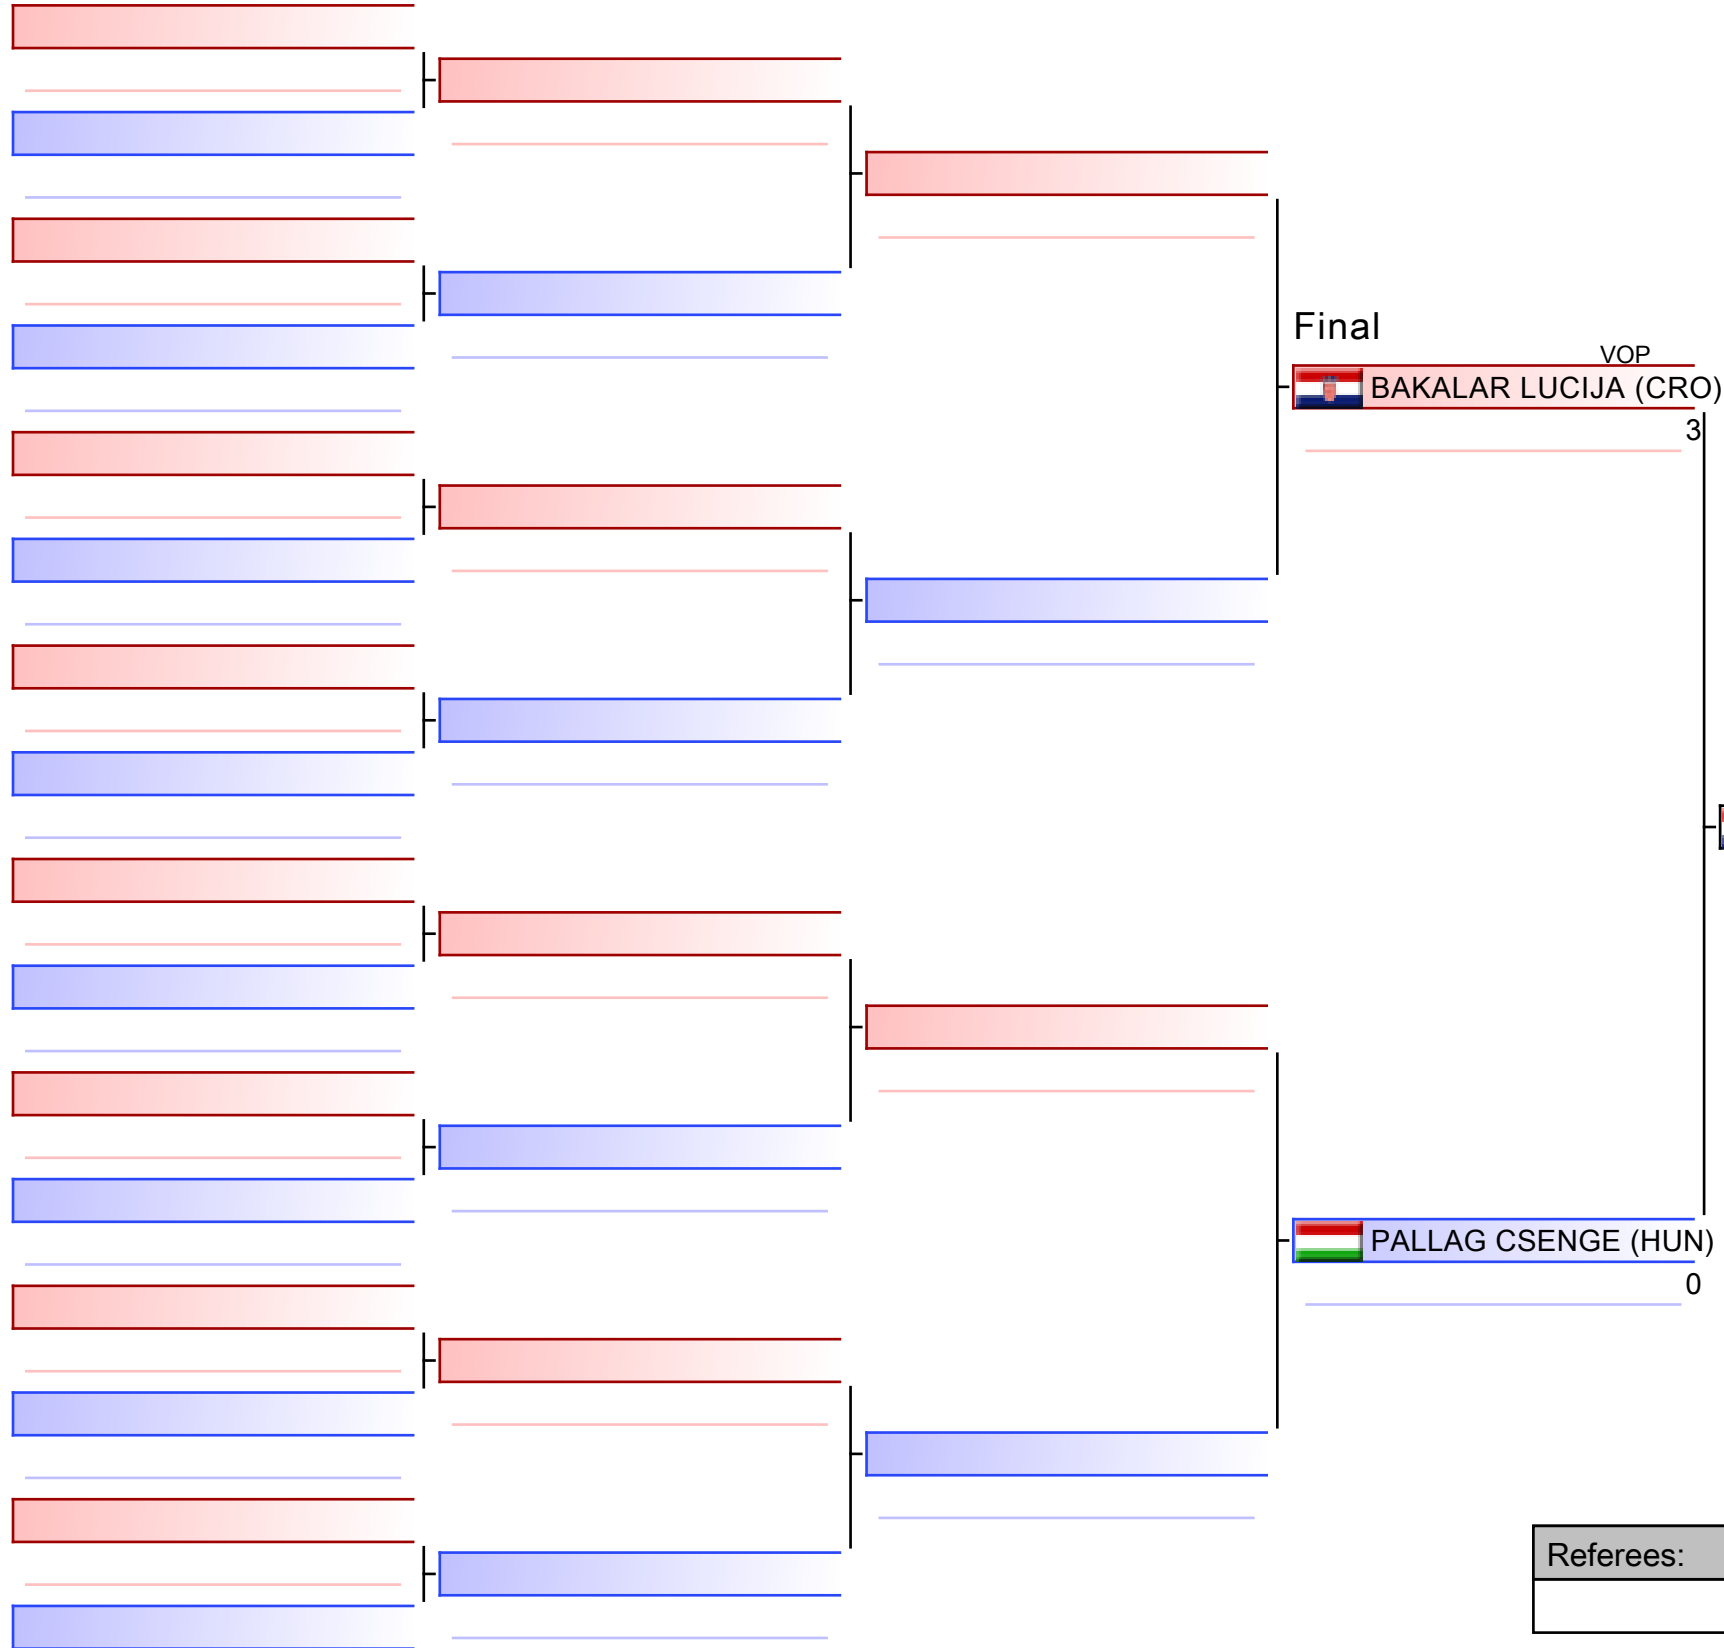 Final
VOP
BAKALAR LUCIJA (CRO)
3
PALLAG CSENGE (HUN)
0
Referees: